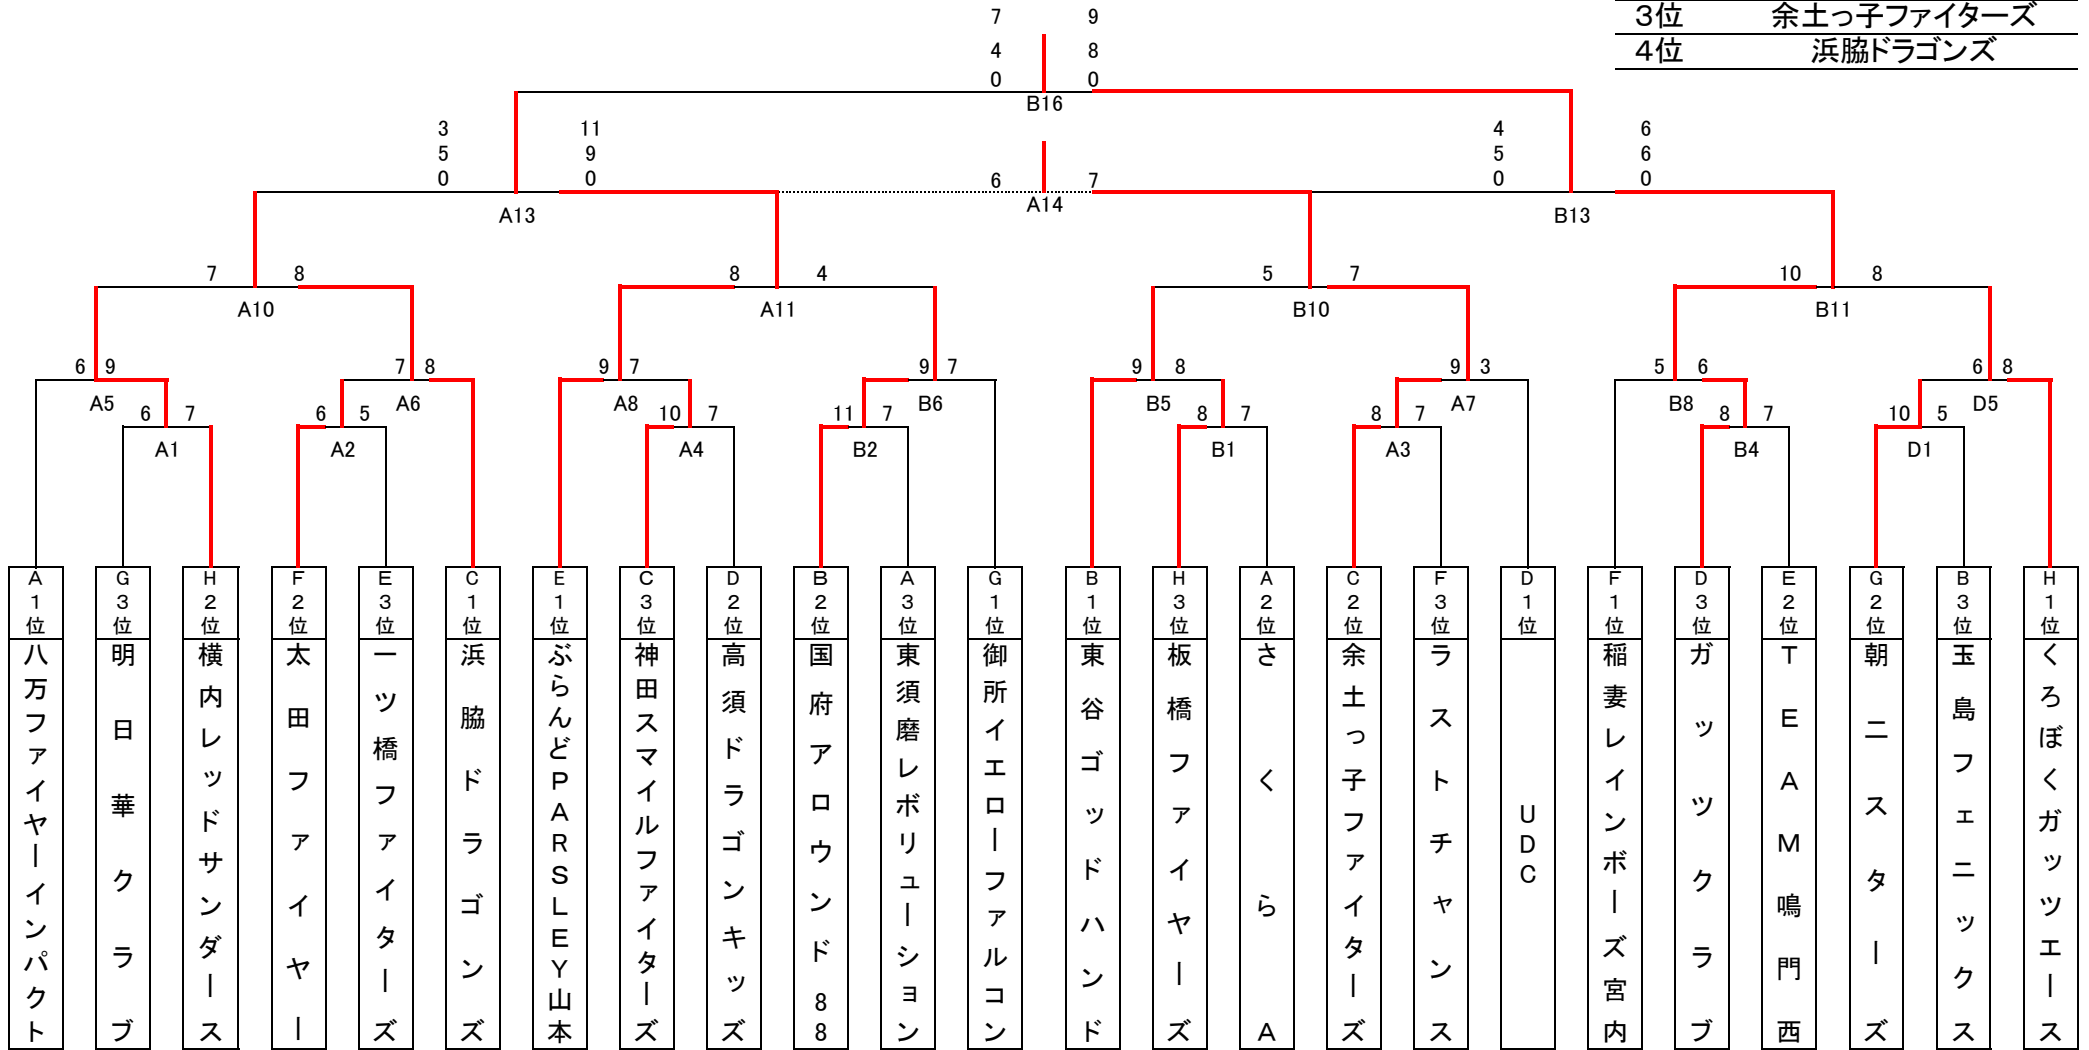 7 9
3位 余土っ子ファイターズ
4 8
4位 浜脇ドラゴンズ
0 0
B16
3 11 4 6
5 9 5 6
0 0 6 7 0 0
A13 A14 B13
7 8 8 4 5 7 10 8
A10 A11 B10 B11
6 9 7 8 9 7 9 7 9 8 9 3 5 6 6 8
A5 A6 A8 B6 B5 A7 B8 D5
6 7 6 5 10 7 11 7 8 7 8 7 8 7 10 5
A1 A2 A4 B2 B1 A3 B4 D1
A1位 八万ファイヤーインパクト
G3位 明日華クラブ
H2位 横内レッドサンダース
F2位 太田ファイヤー
E3位 一ツ橋ファイターズ
C1位 浜脇ドラゴンズ
E1位 ぶらんどPARSLEY山本
C3位 神田スマイルファイターズ
D2位 高須ドラゴンキッズ
B2位 国府アロウンド88
A3位 東須磨レボリューション
G1位 御所イエローファルコン
B1位 東谷ゴッドハンド
H3位 板橋ファイヤーズ
A2位 さくらA
C2位 余土っ子ファイターズ
F3位 ラストチャンス
D1位 UDC
F1位 稲妻レインボーズ宮内
D3位 ガッツクラブ
E2位 TEAM鳴門西
G2位 朝ニスターズ
B3位 玉島フェニックス
H1位 くろぼくガッツエース